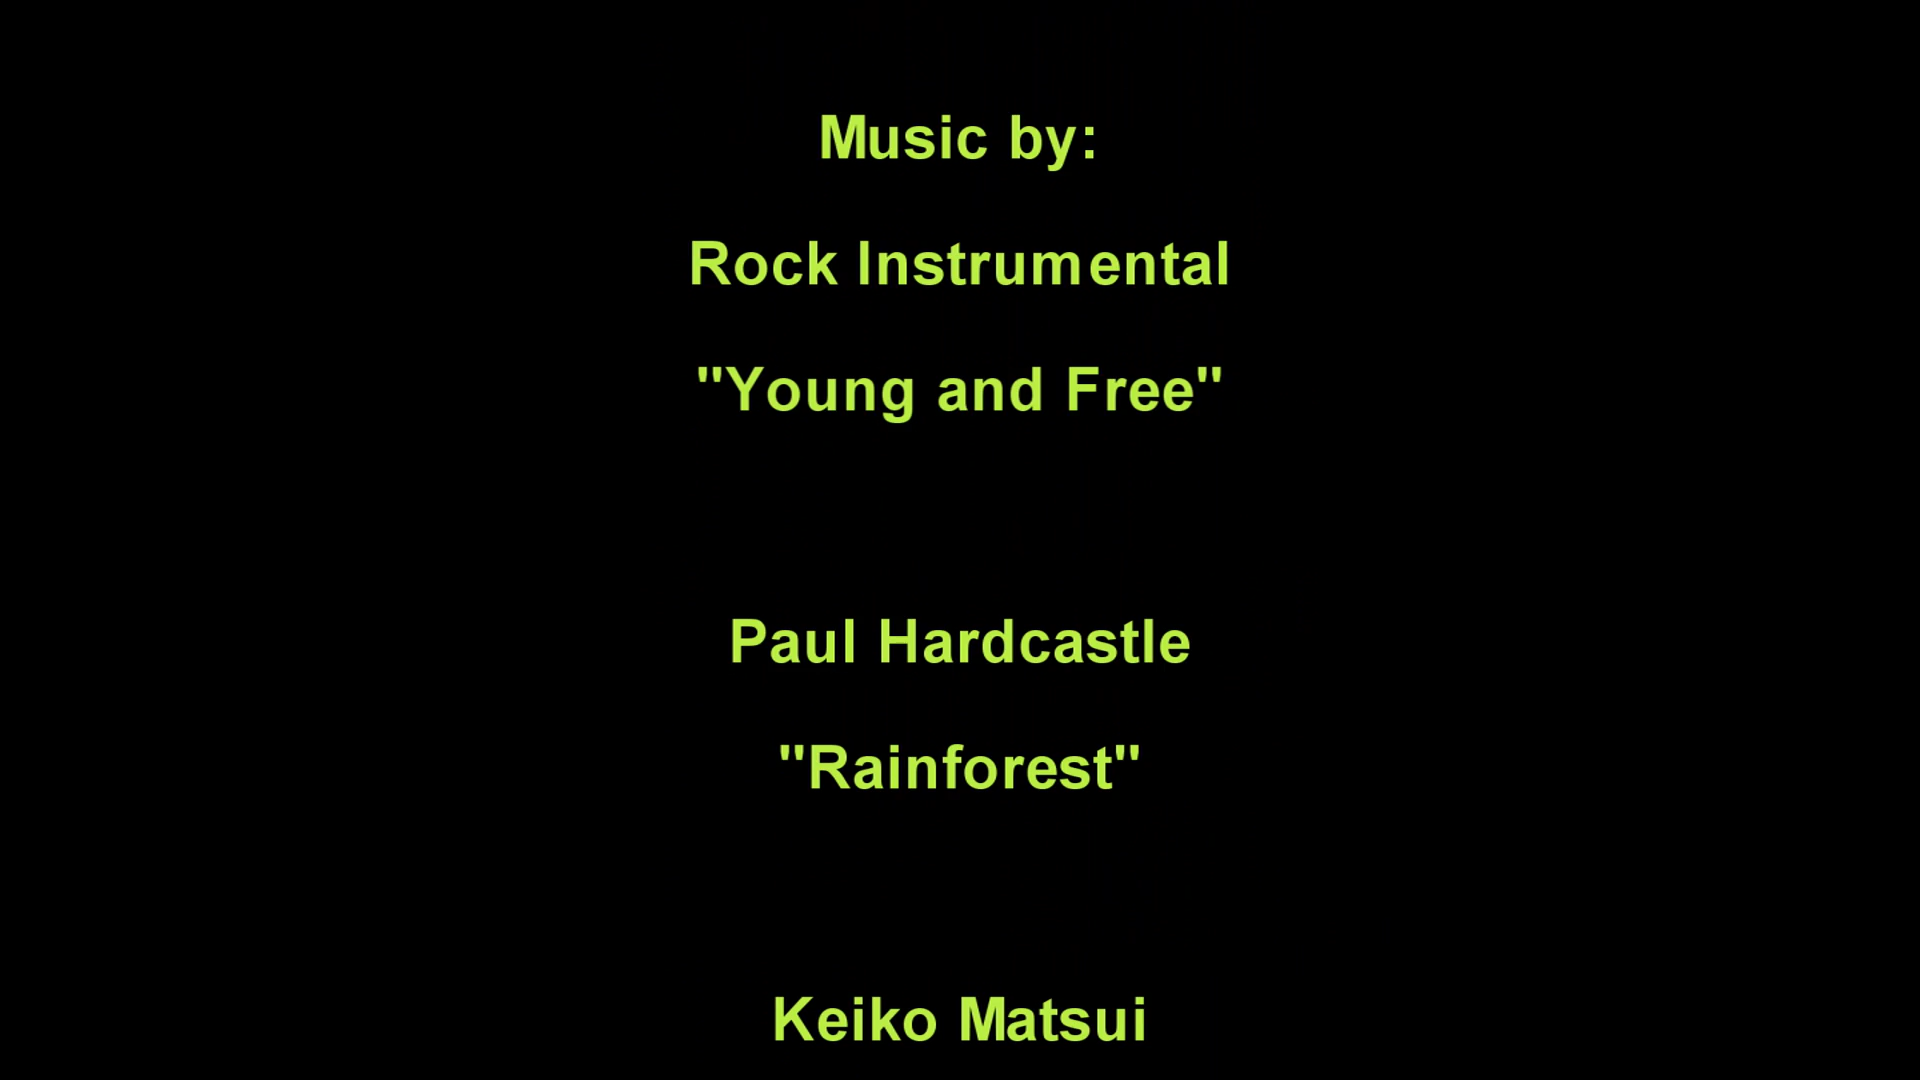 Music by:
Rock Instrumental
"Young and Free"
Paul Hardcastle
"Rainforest"
Keiko Matsui